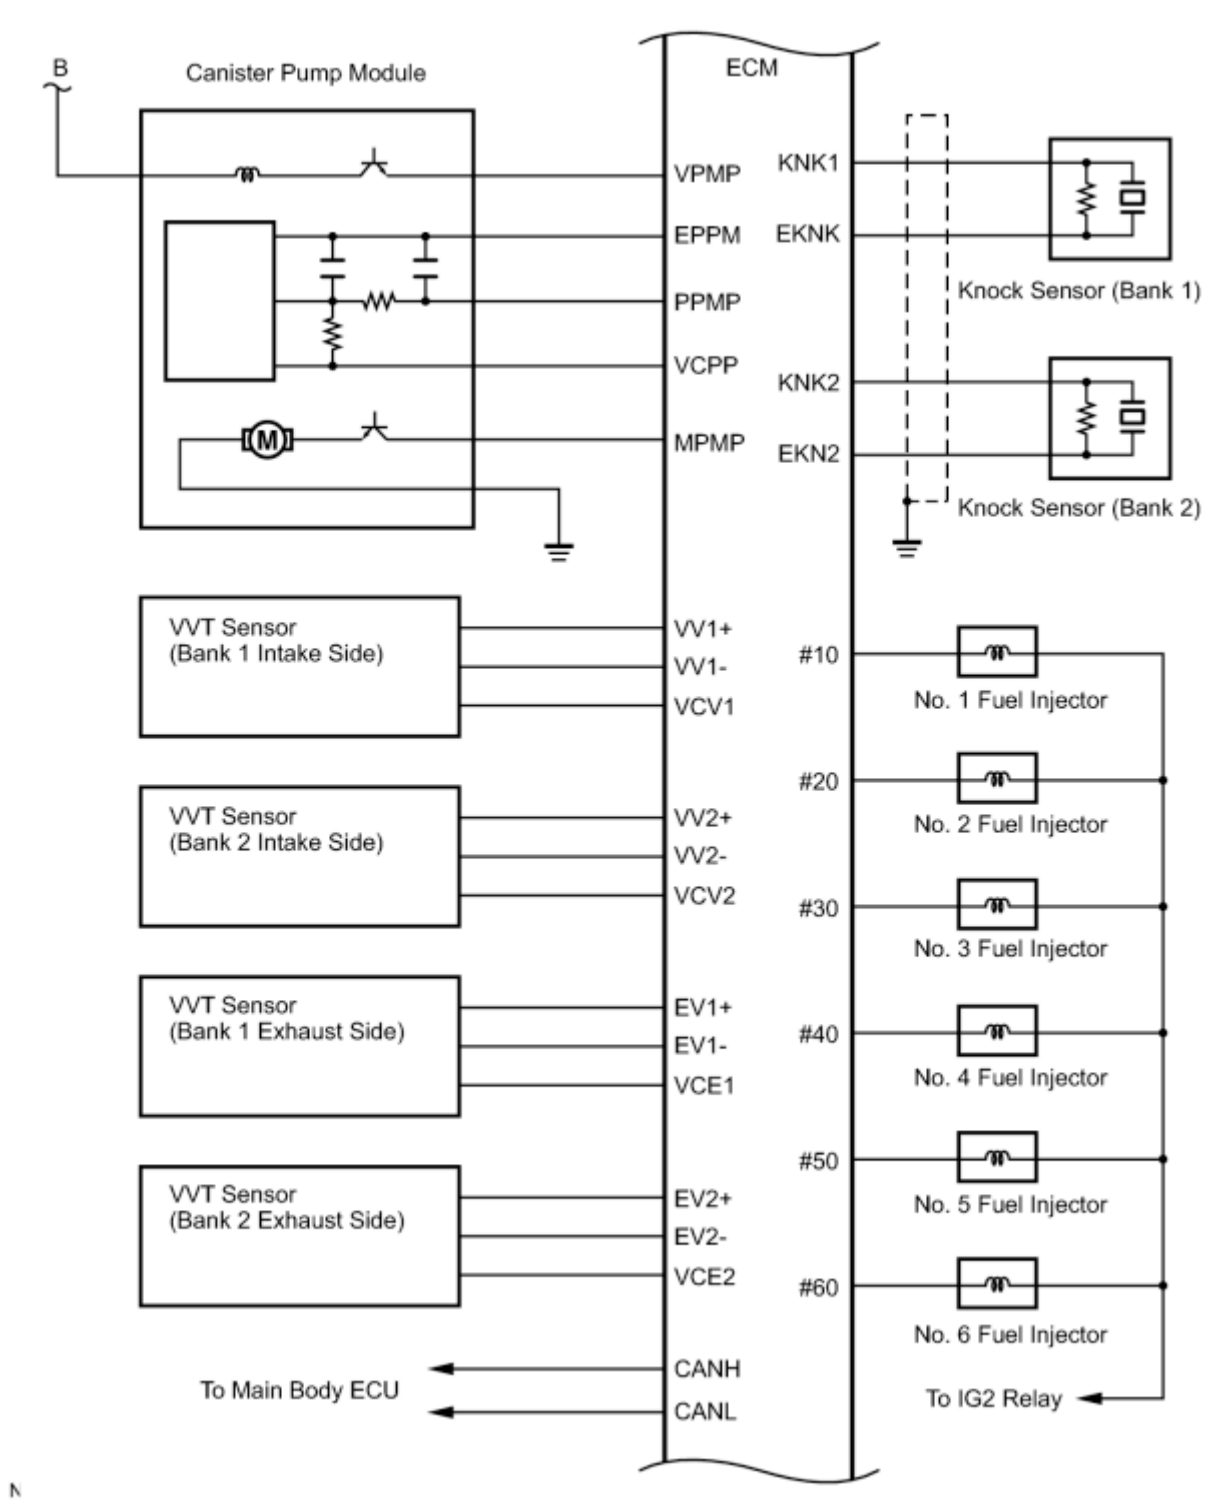 B
Canister Pump Module
ECM
VPMP
EPPM
PPMP
VCPP
M
MPMP
KNK1
EKNK
Knock Sensor (Bank 1)
KNK2
EKN2
Knock Sensor (Bank 2)
VVT Sensor
(Bank 1 Intake Side)
VV1+
VV1-
VCV1
VVT Sensor
(Bank 2 Intake Side)
VV2+
VV2-
VCV2
VVT Sensor
(Bank 1 Exhaust Side)
EV1+
EV1-
VCE1
VVT Sensor
(Bank 2 Exhaust Side)
EV2+
EV2-
VCE2
To Main Body ECU
CANH
CANL
#10
No. 1 Fuel Injector
#20
No. 2 Fuel Injector
#30
No. 3 Fuel Injector
#40
No. 4 Fuel Injector
#50
No. 5 Fuel Injector
#60
No. 6 Fuel Injector
To IG2 Relay